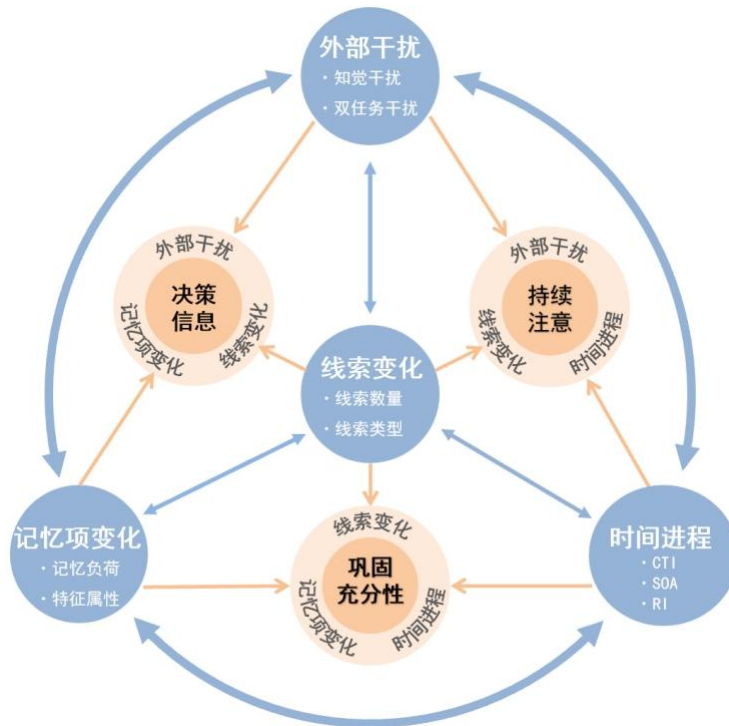 外部干扰
· 知觉干扰
· 双任务干扰
外部干扰
决策
信息
记忆项变化
线索变化
外部干扰
持续
注意
线索变化
时间进程
线索变化
· 线索数量
· 线索类型
记忆项变化
· 记忆负荷
· 特征属性
线索变化
巩固
充分性
记忆项变化
时间进程
时间进程
· CTI
· SOA
· RI